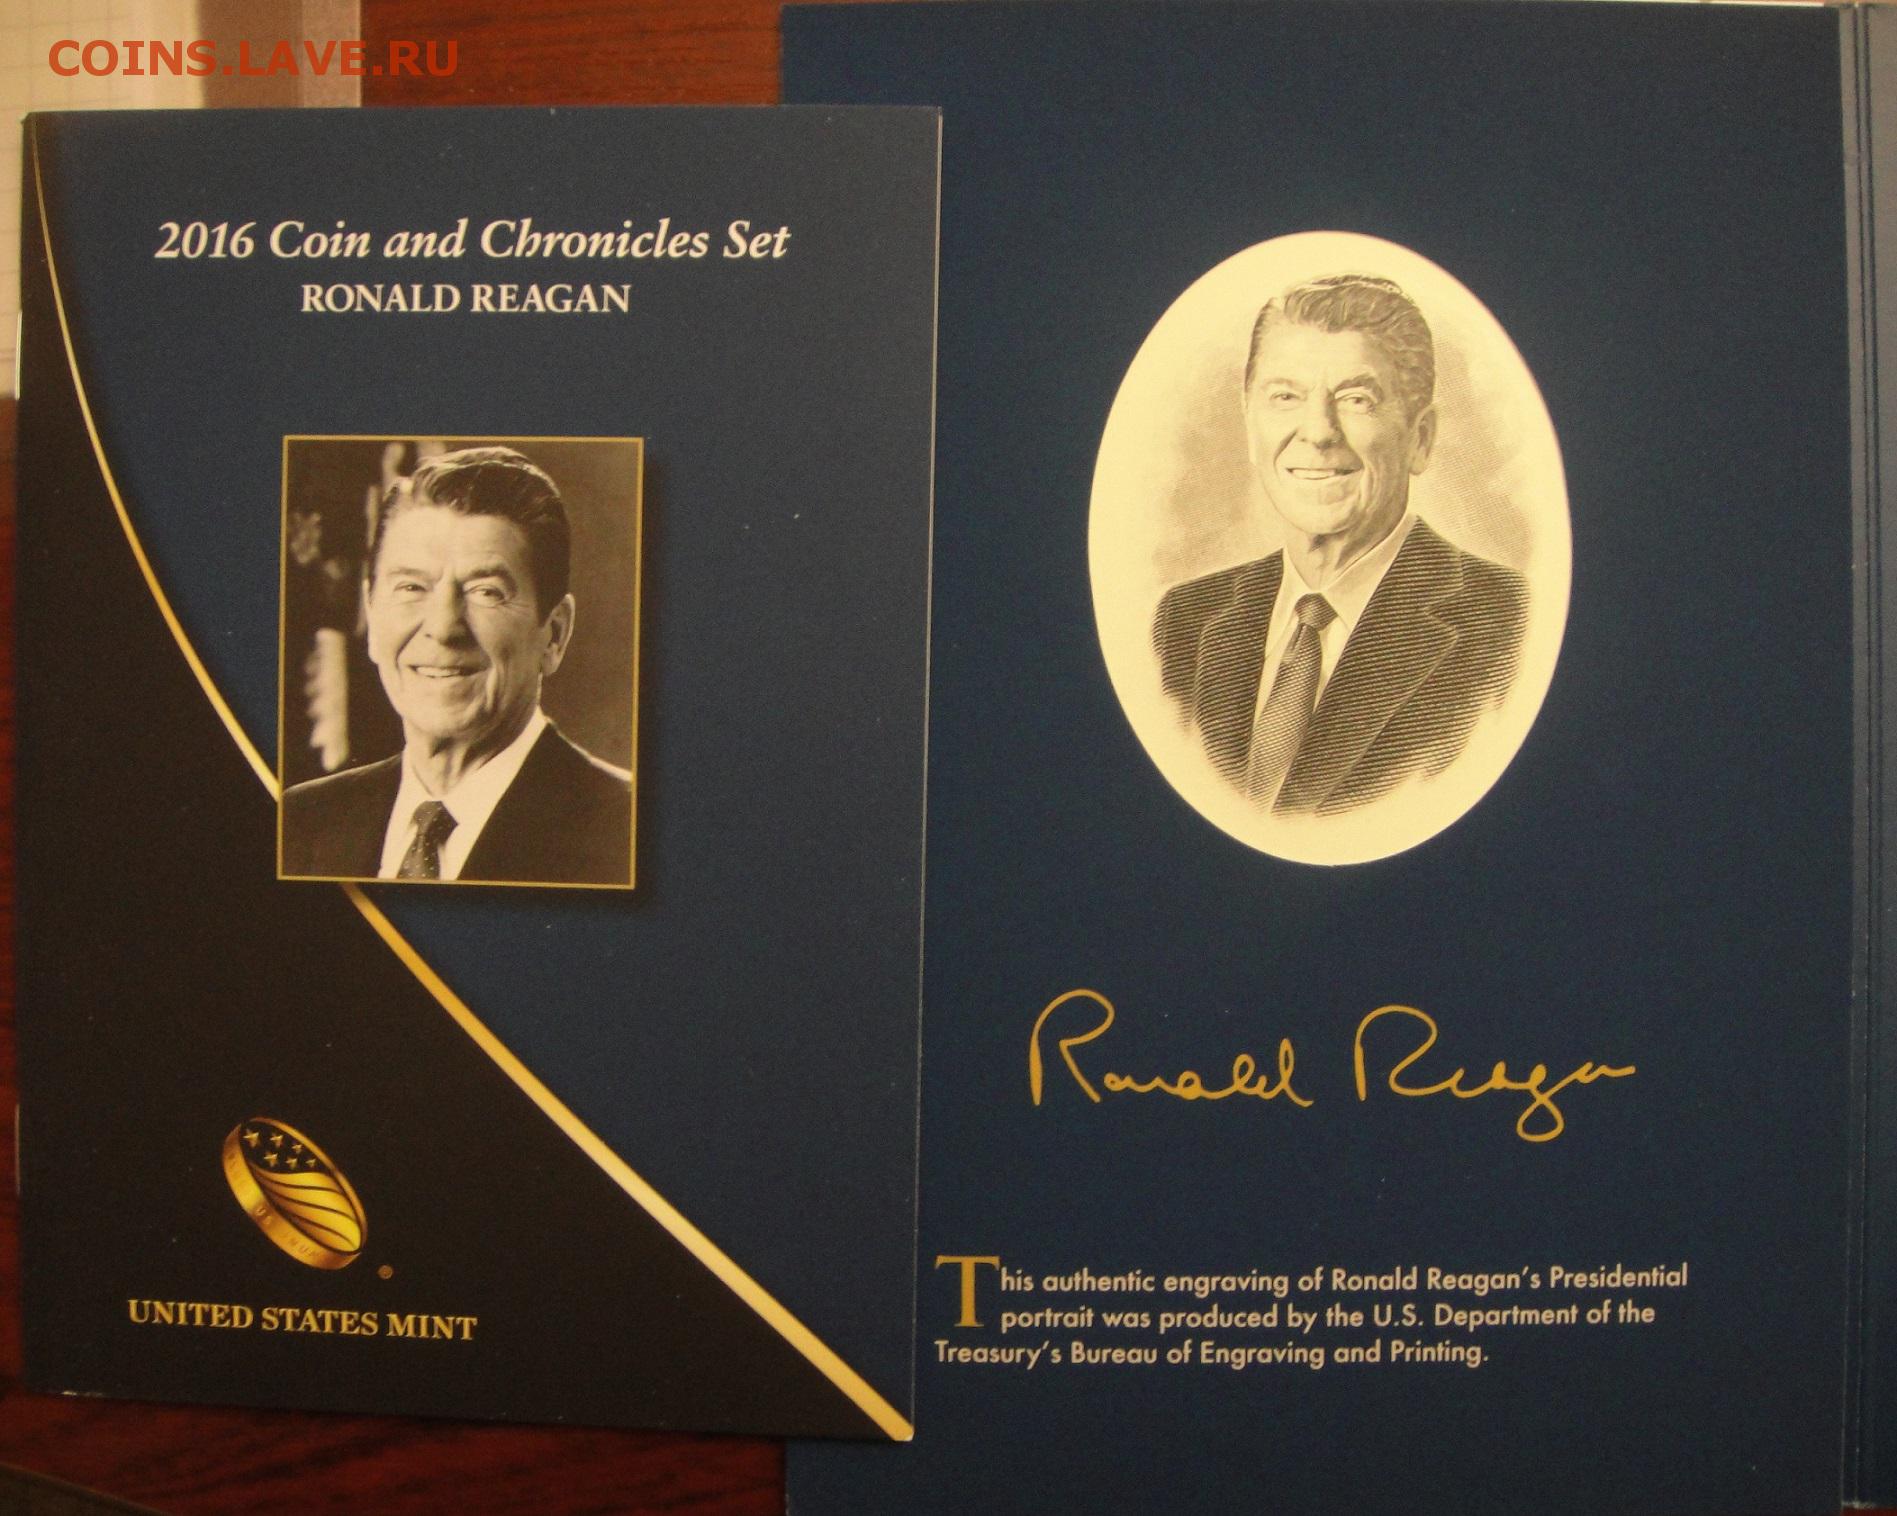 COINS.LAVE.RU
2016 Coin and Chronicles Set
RONALD REAGAN
UNITED STATES MINT
Ronald Reagan
This authentic engraving of Ronald Reagan's Presidential
portrait was produced by the U.S. Department of the
Treasury's Bureau of Engraving and Printing.